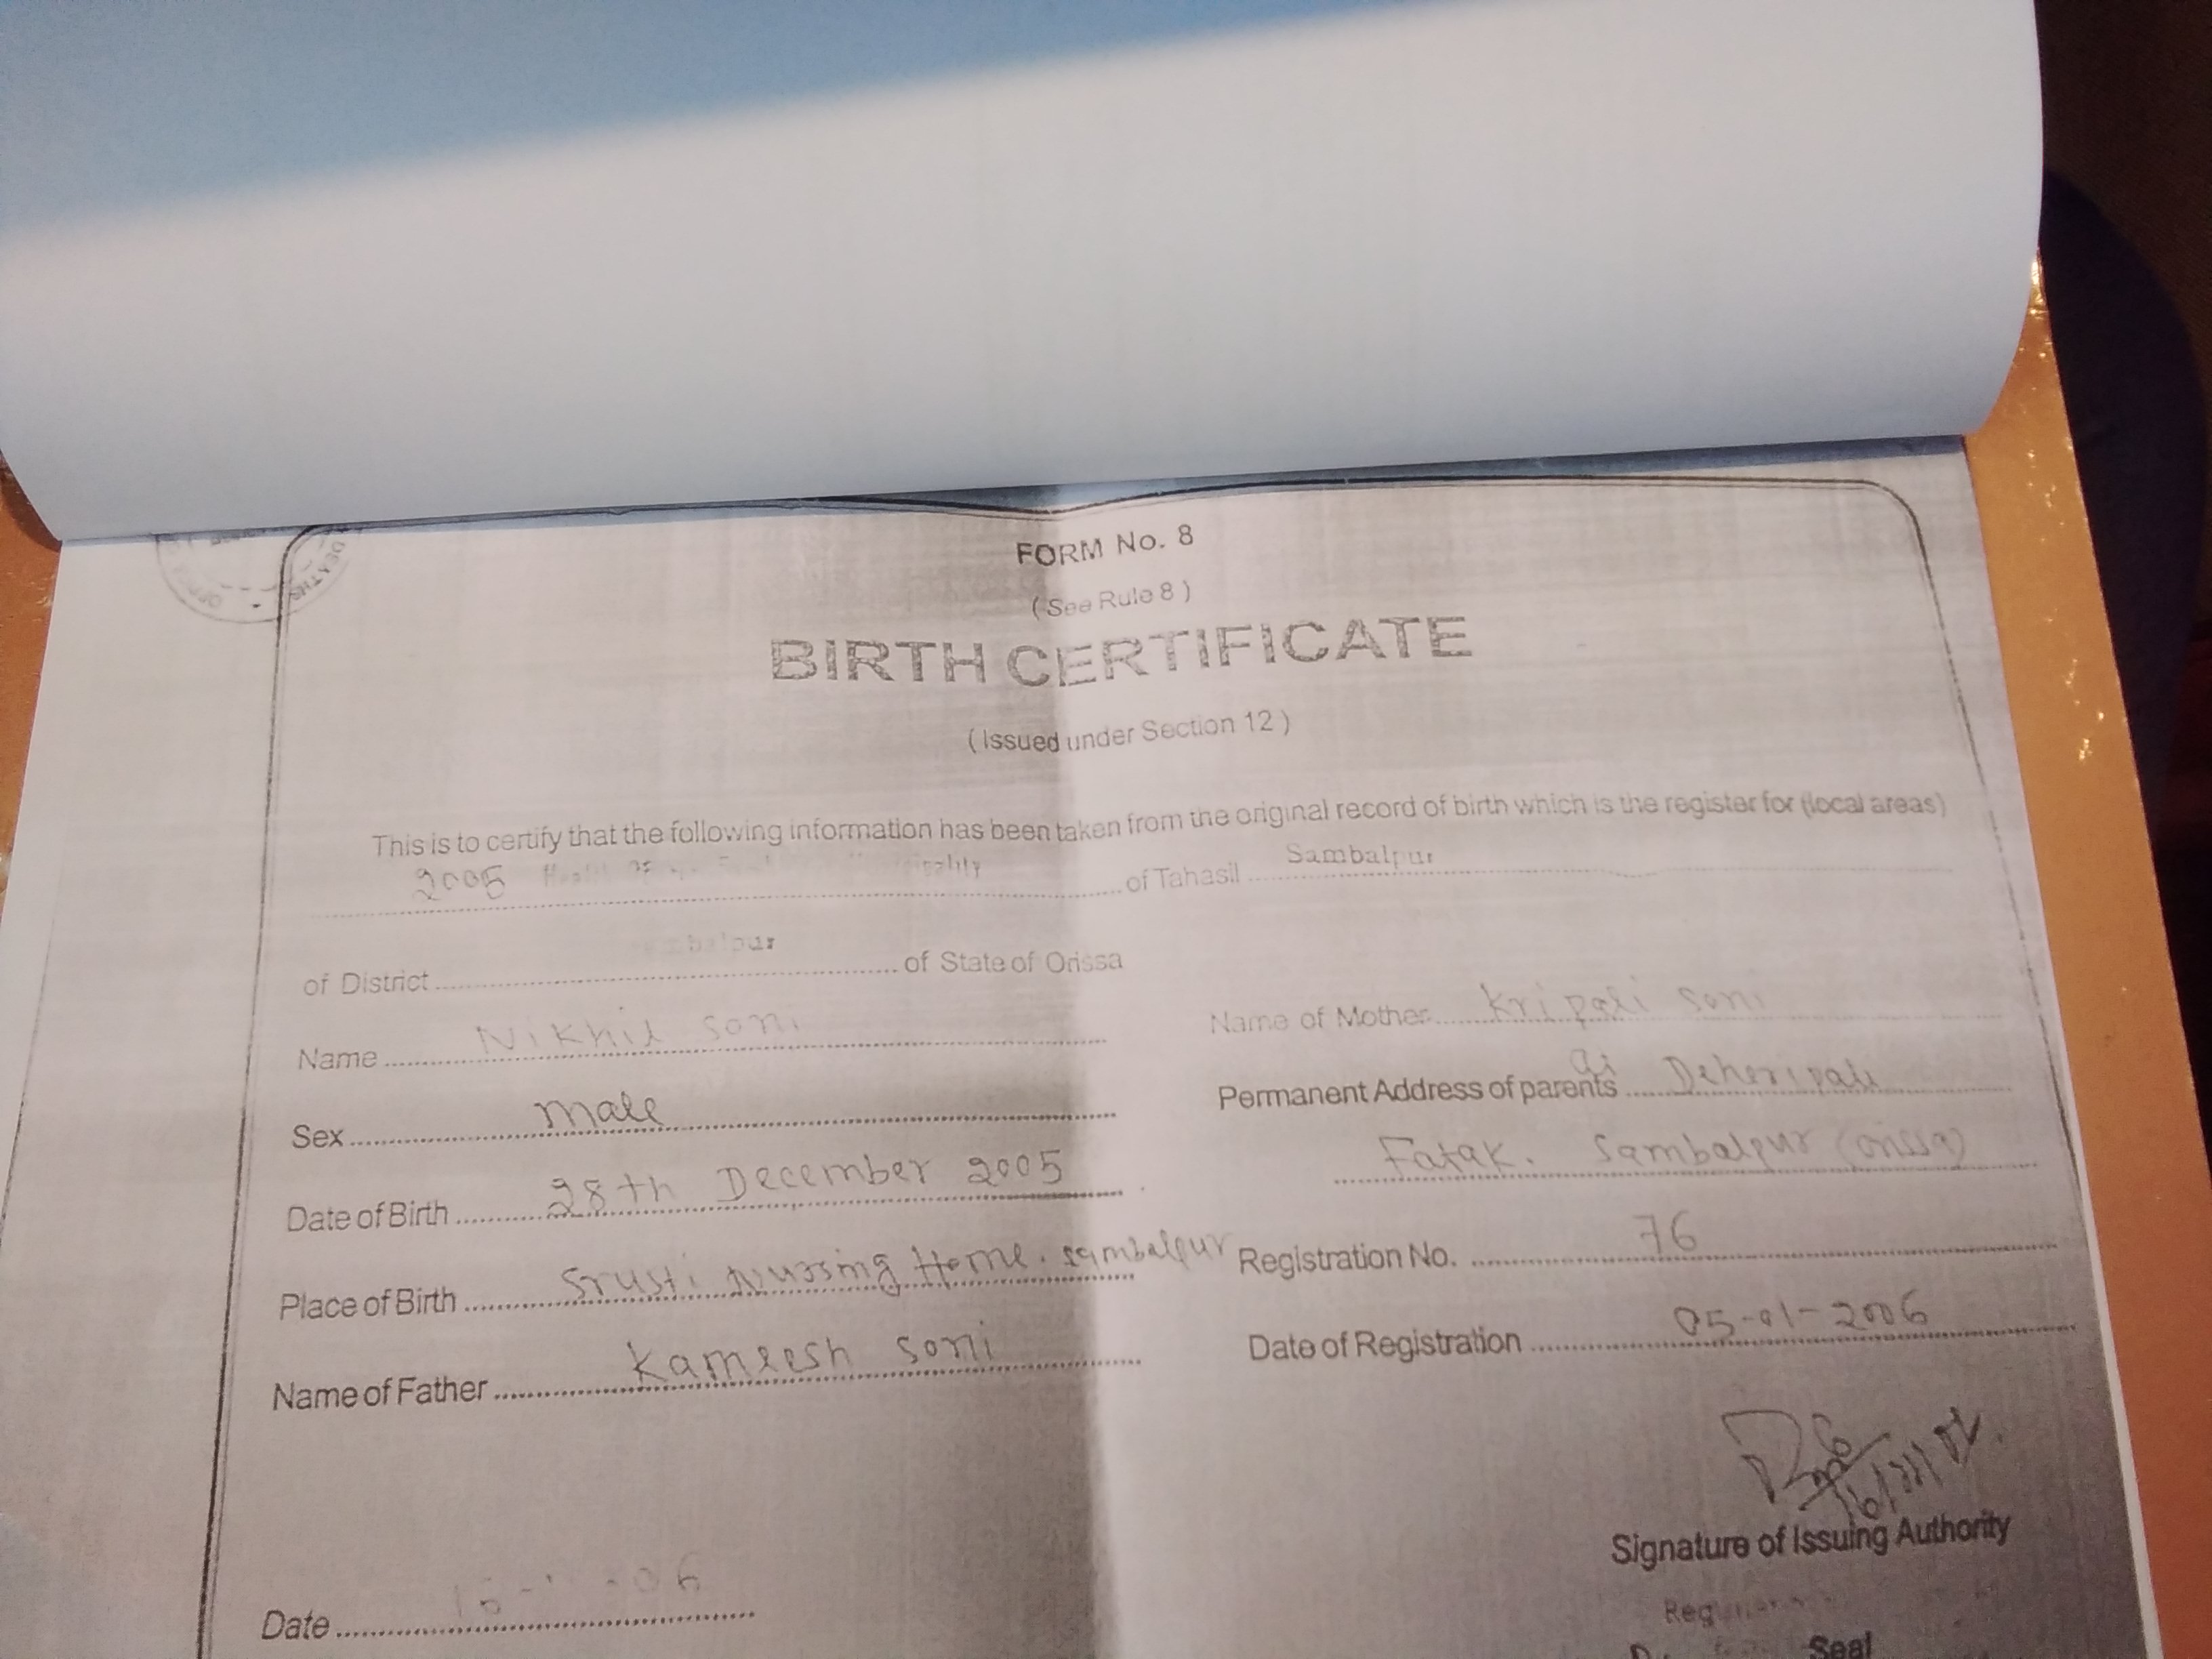 DEATHS
FORM No. 8
( See Rule 8 )
BIRTH CERTIFICATE
( Issued under Section 12 )
This is to certify that the following information has been taken from the original record of birth which is the register for (local areas)
2005 of Tahasil Sambalpur
of District of State of Orissa
Name Nikhil Soni
Sex male
Date of Birth 28th December 2005
Place of Birth Srusti Nursing Home. Sambalpur
Name of Father Kameesh Soni
Name of Mother Kripali Soni
Permanent Address of parents Deheripali
Fatak. Sambalpur (orissa)
Registration No. 76
Date of Registration 05-01-2006
Signature of Issuing Authority
Seal
Date